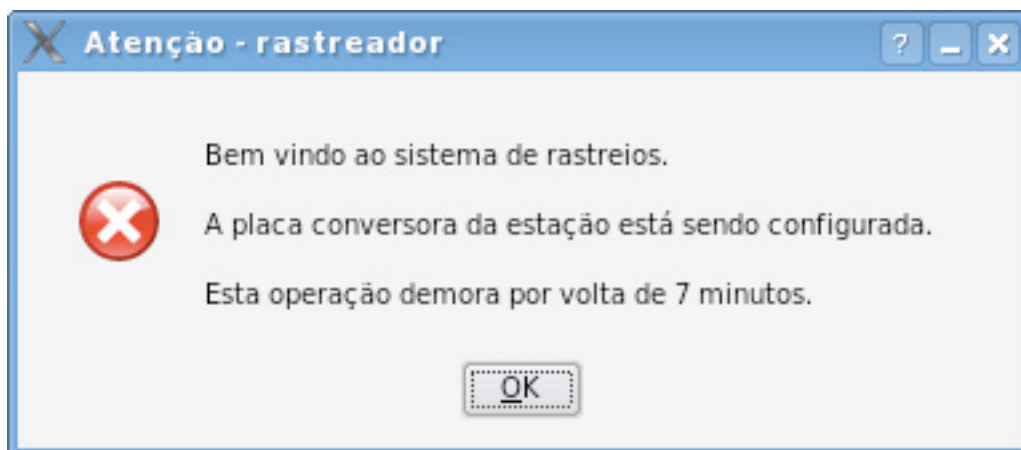 Atenção - rastreador
?
Bem vindo ao sistema de rastreios.
A placa conversora da estação está sendo configurada.
Esta operação demora por volta de 7 minutos.
OK